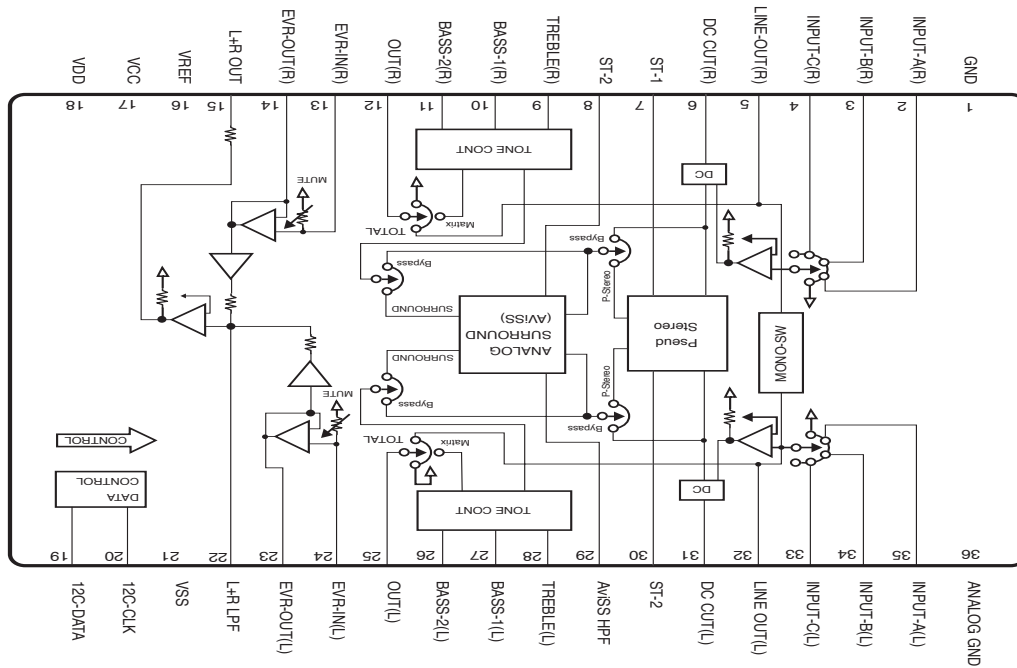 VDD
VCC
VREF
L+R OUT
EVR-OUT(R)
EVR-IN(R)
OUT(R)
BASS-2(R)
BASS-1(R)
TREBLE(R)
ST-2
ST-1
DC CUT(R)
LINE-OUT(R)
INPUT-C(R)
INPUT-B(R)
INPUT-A(R)
GND
18
17
16
15
14
13
12
11
10
9
8
7
6
5
4
3
2
1
MUTE
TONE CONT
TOTAL
Matrix
DC
Bypass
SURROUND
Bypass
P-Stereo
ANALOG
SURROUND
(AViSS)
Pseud
Stereo
MONO-SW
SURROUND
Bypass
P-Stereo
Bypass
MUTE
TOTAL
Matrix
TONE CONT
DC
CONTROL
DATA
CONTROL
19
20
21
22
23
24
25
26
27
28
29
30
31
32
33
34
35
36
12C-DATA
12C-CLK
VSS
L+R LPF
EVR-OUT(L)
EVR-IN(L)
OUT(L)
BASS-2(L)
BASS-1(L)
TREBLE(L)
AviSS HPF
ST-2
DC CUT(L)
LINE OUT(L)
INPUT-C(L)
INPUT-B(L)
INPUT-A(L)
ANALOG GND